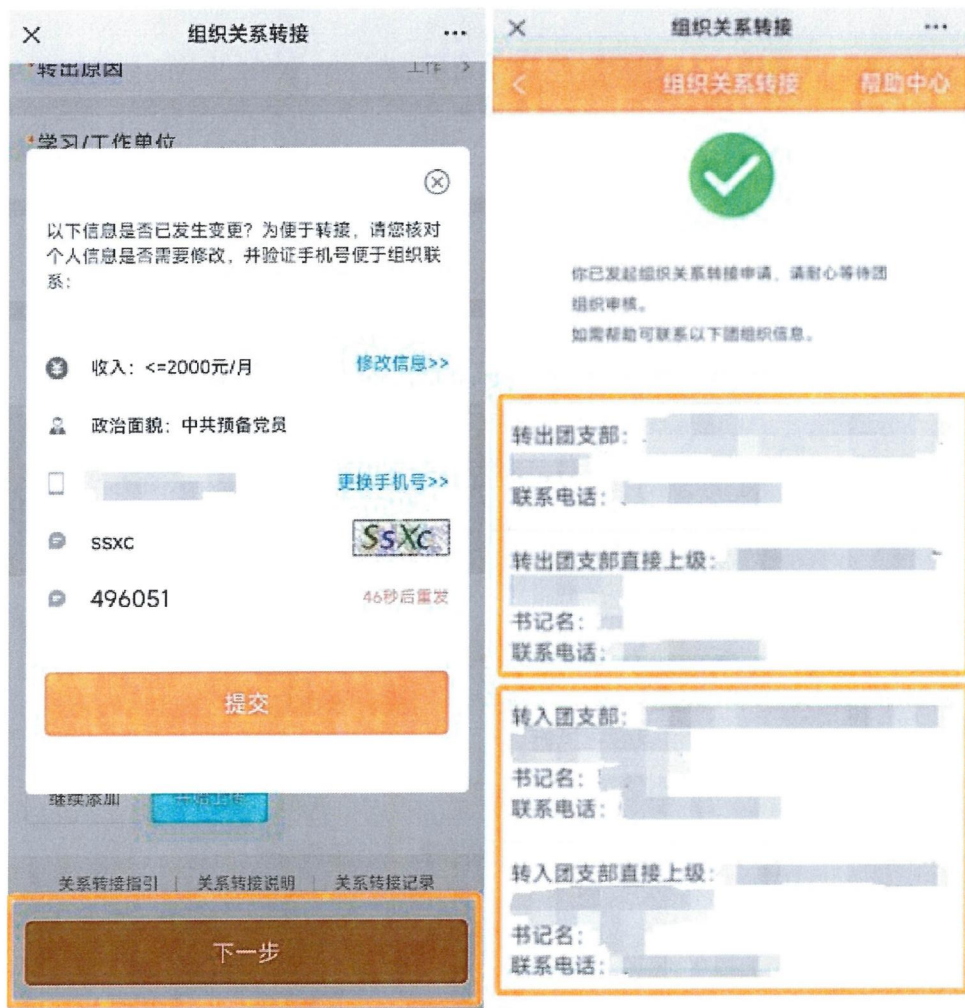 组织关系转接
转出原因
工作 >
*学习/工作单位
以下信息是否已发生变更？为便于转接，请您核对
个人信息是否需要修改，并验证手机号便于组织联
系：
收入：<=2000元/月
修改信息>>
政治面貌：中共预备党员
更换手机号>>
ssxc
SsXc
496051
46秒后重发
提交
继续添加
关系转接指引 | 关系转接说明 | 关系转接记录
下一步
组织关系转接
组织关系转接
帮助中心
你已发起组织关系转接申请，请耐心等待团
组织审核。
如需帮助可联系以下团组织信息。
转出团支部：
联系电话：
转出团支部直接上级：
书记名：
联系电话：
转入团支部：
书记名：
联系电话：
转入团支部直接上级：
书记名：
联系电话：